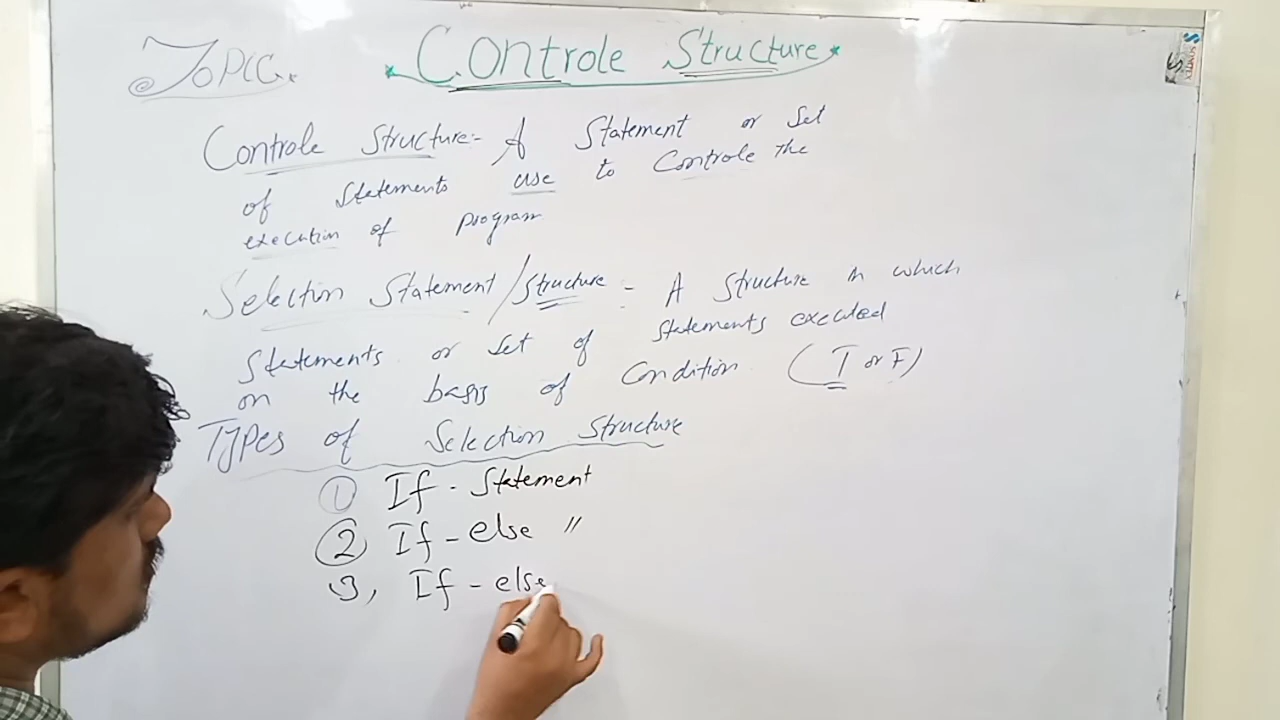 TOPIC. Controle Structure
Controle Structure:- A Statement or Set
of Statements use to Controle the
execution of program
Selection Statement/Structure:- A Structure in which
Statements or set of statements executed
on the basis of Condition (T or F)
Types of Selection Structure
1 If - Statement
2 If - else "
3, If - else